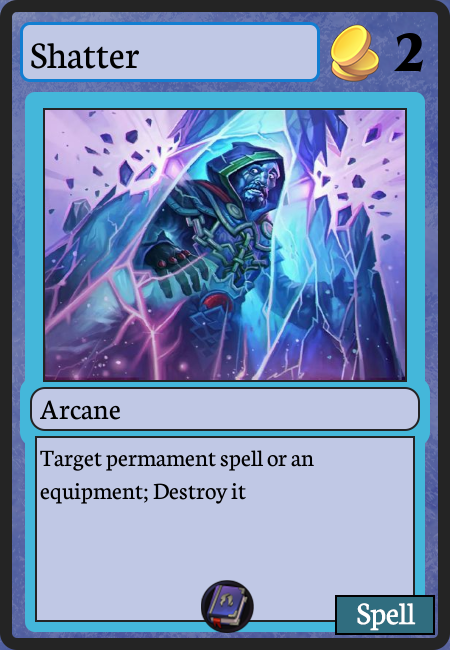 Shatter
2
Arcane
Target permament spell or an
equipment; Destroy it
Spell